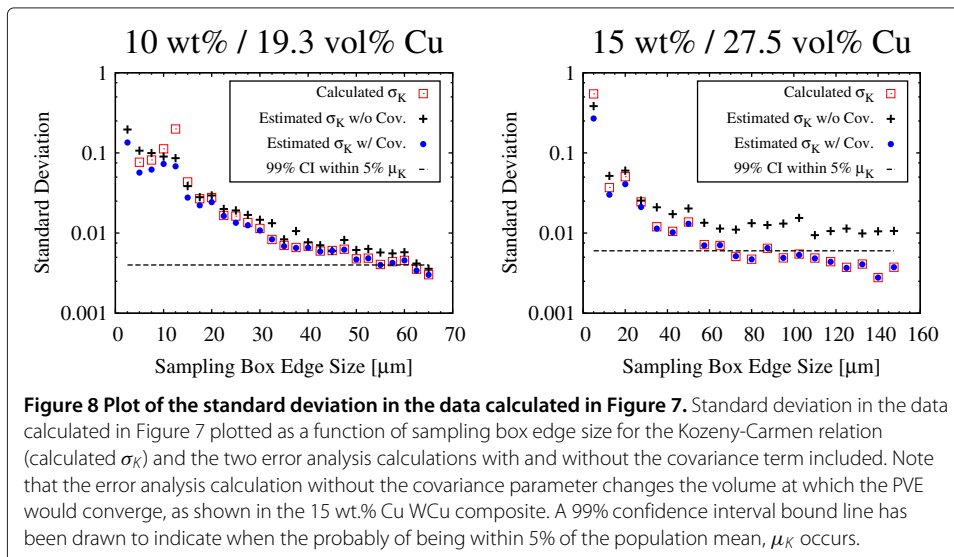 10 wt% / 19.3 vol% Cu
1
0.1
0.01
0.001
Standard Deviation
0 10 20 30 40 50 60 70
Sampling Box Edge Size [μm]
Calculated σK
Estimated σK w/o Cov.
Estimated σK w/ Cov.
99% CI within 5% μK
15 wt% / 27.5 vol% Cu
1
0.1
0.01
0.001
Standard Deviation
0 20 40 60 80 100 120 140 160
Sampling Box Edge Size [μm]
Calculated σK
Estimated σK w/o Cov.
Estimated σK w/ Cov.
99% CI within 5% μK
Figure 8 Plot of the standard deviation in the data calculated in Figure 7. Standard deviation in the data
calculated in Figure 7 plotted as a function of sampling box edge size for the Kozeny-Carmen relation
(calculated σK) and the two error analysis calculations with and without the covariance term included. Note
that the error analysis calculation without the covariance parameter changes the volume at which the PVE
would converge, as shown in the 15 wt.% Cu WCu composite. A 99% confidence interval bound line has
been drawn to indicate when the probably of being within 5% of the population mean, μK occurs.